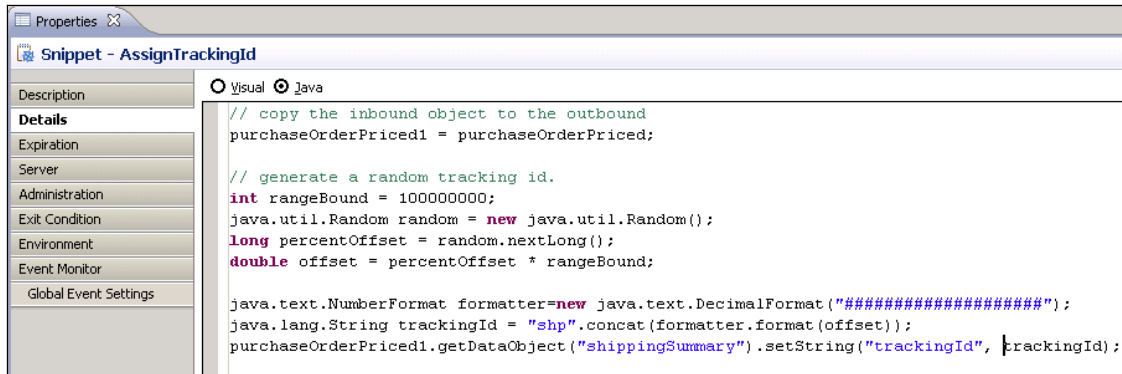 Properties
Snippet - AssignTrackingId
Visual Java
Description
Details
Expiration
Server
Administration
Exit Condition
Environment
Event Monitor
Global Event Settings
// copy the inbound object to the outbound
purchaseOrderPriced1 = purchaseOrderPriced;
// generate a random tracking id.
int rangeBound = 100000000;
java.util.Random random = new java.util.Random();
long percentOffset = random.nextLong();
double offset = percentOffset * rangeBound;
java.text.NumberFormat formatter=new java.text.DecimalFormat("####################");
java.lang.String trackingId = "shp".concat(formatter.format(offset));
purchaseOrderPriced1.getDataObject("shippingSummary").setString("trackingId", trackingId);